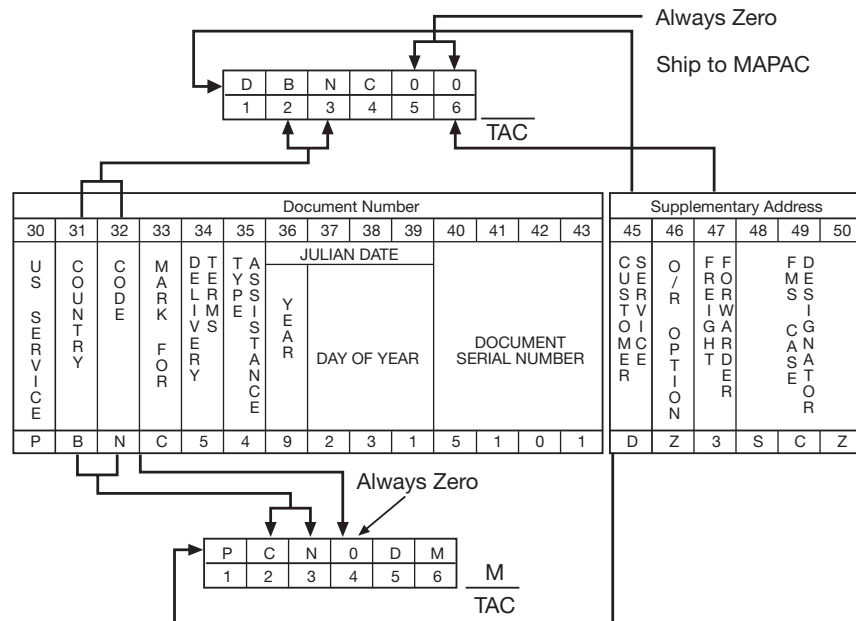 Always Zero
Ship to MAPAC
D B N C 0 0
1 2 3 4 5 6
TAC
Document Number Supplementary Address
30 31 32 33 34 35 36 37 38 39 40 41 42 43 45 46 47 48 49 50
US SERVICE
COUNTRY
CODE
MARK FOR
DELIVERY
TERMS
TYPE
ASSISTANCE
JULIAN DATE
YEAR
DAY OF YEAR
DOCUMENT
SERIAL NUMBER
CUSTOMER
SERVICE
O/R OPTION
FREIGHT
FORWARDER
FMS CASE
DESIGNATOR
P B N C 5 4 9 2 3 1 5 1 0 1 D Z 3 S C Z
Always Zero
P C N 0 D M
1 2 3 4 5 6
M
TAC